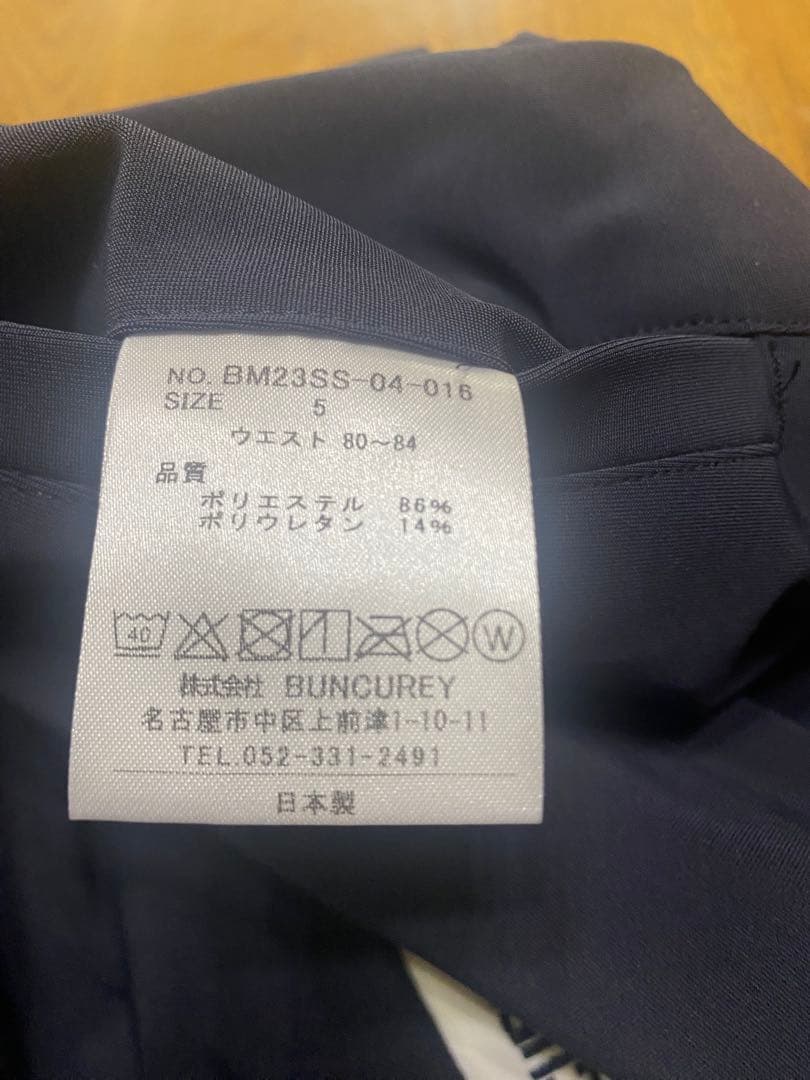 NO. BM23SS-04-016
SIZE 5
ウエスト 80~84
品質
ポリエステル 86%
ポリウレタン 14%
40 W
株式会社 BUNCUREY
名古屋市中区上前津1-10-11
TEL.052-331-2491
日本製